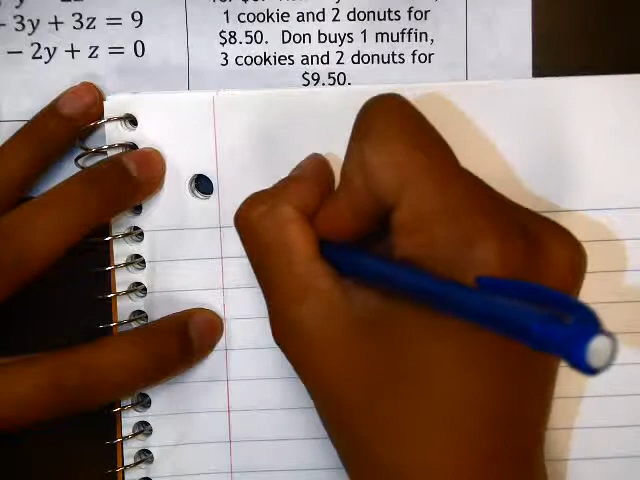 - 3y + 3z = 9
- 2y + z = 0
1 cookie and 2 donuts for
$8.50. Don buys 1 muffin,
3 cookies and 2 donuts for
$9.50.